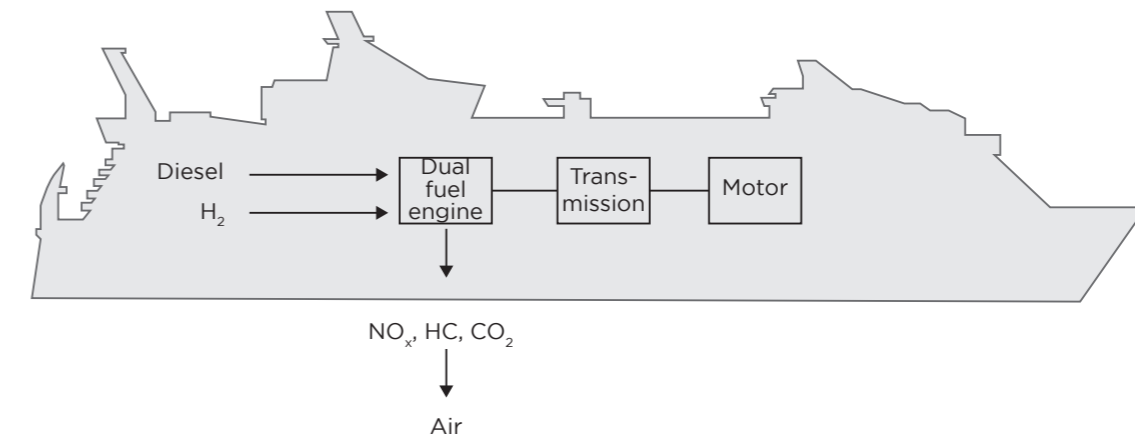 Diesel
H₂
Dual
fuel
engine
Trans-
mission
Motor
NOₓ, HC, CO₂
Air